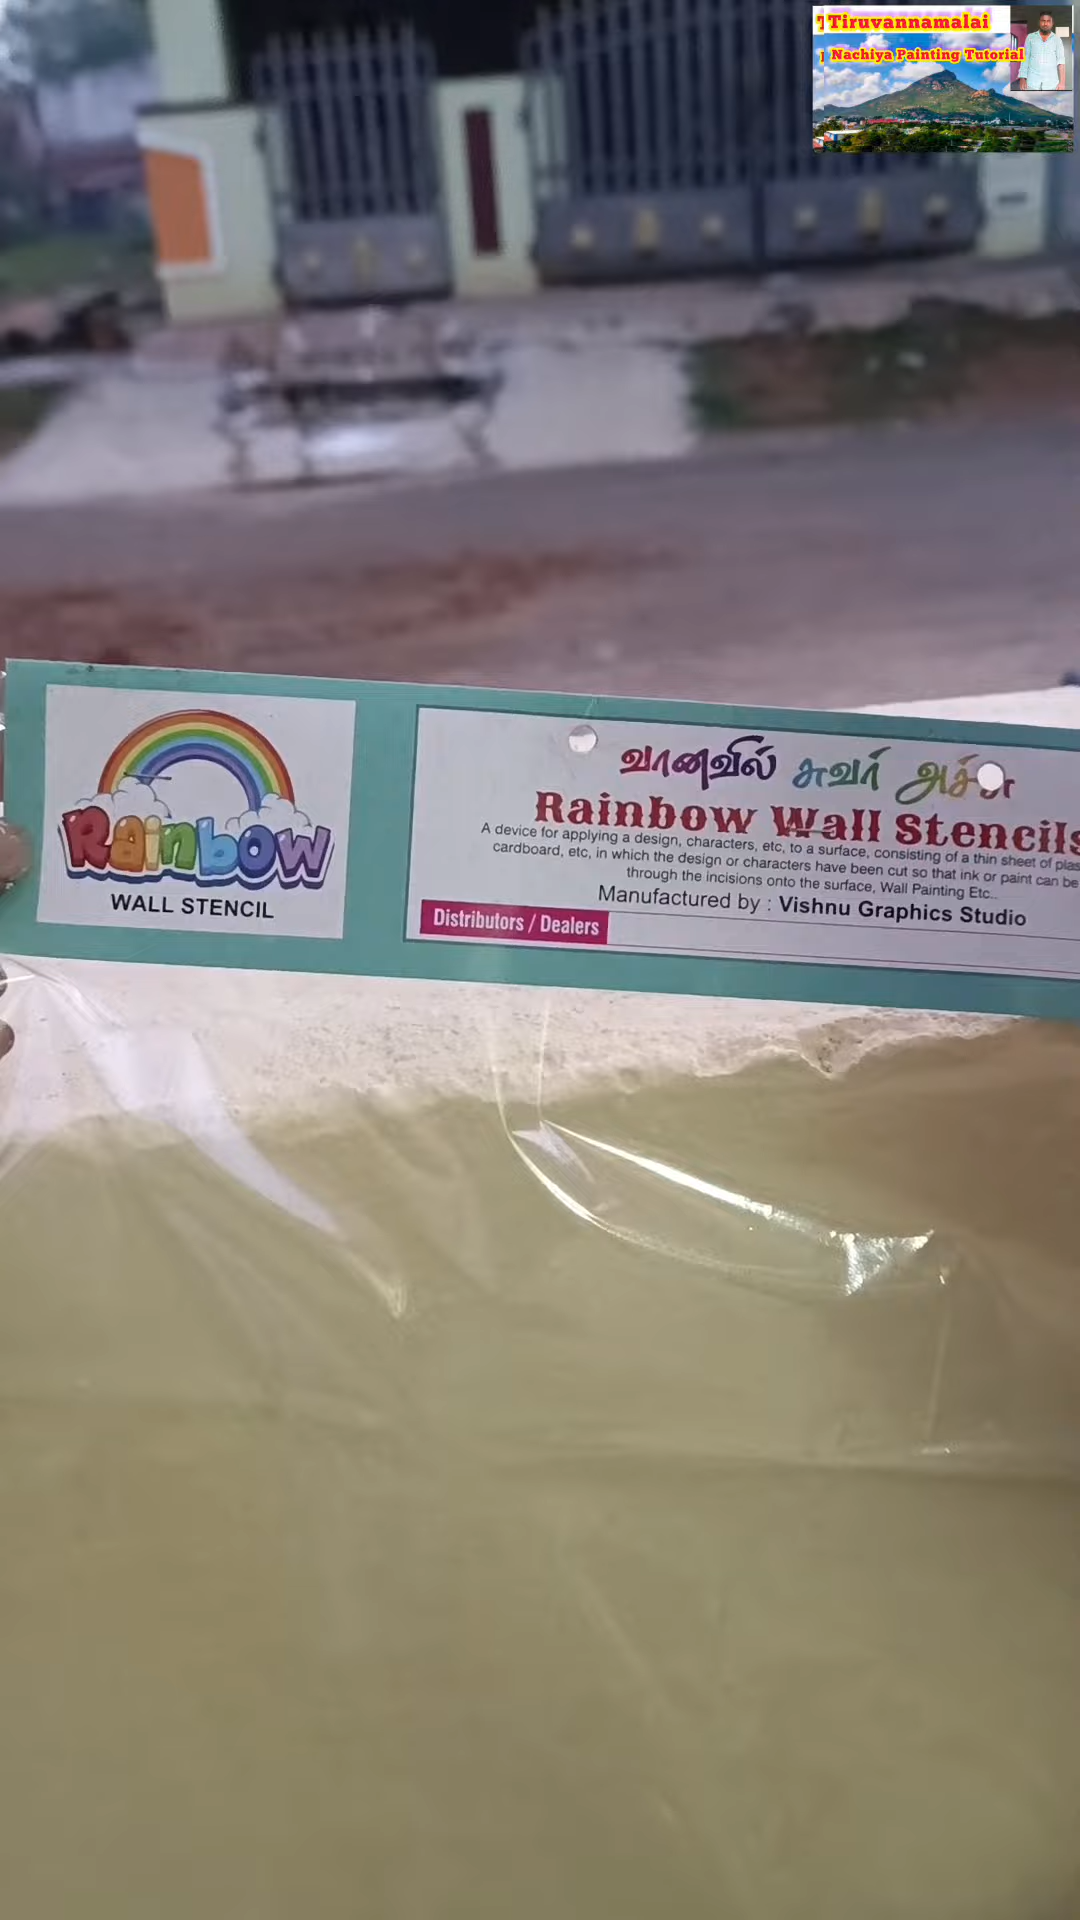 Tiruvannamalai
Nachiya Painting Tutorial
Rainbow
WALL STENCIL
வானவில் சுவர் அச்சு
Rainbow Wall Stencils
A device for applying a design, characters, etc, to a surface, consisting of a thin sheet of
cardboard, etc, in which the design or characters have been cut so that ink or paint can be
through the incisions onto the surface, Wall Painting Etc..
Manufactured by : Vishnu Graphics Studio
Distributors / Dealers